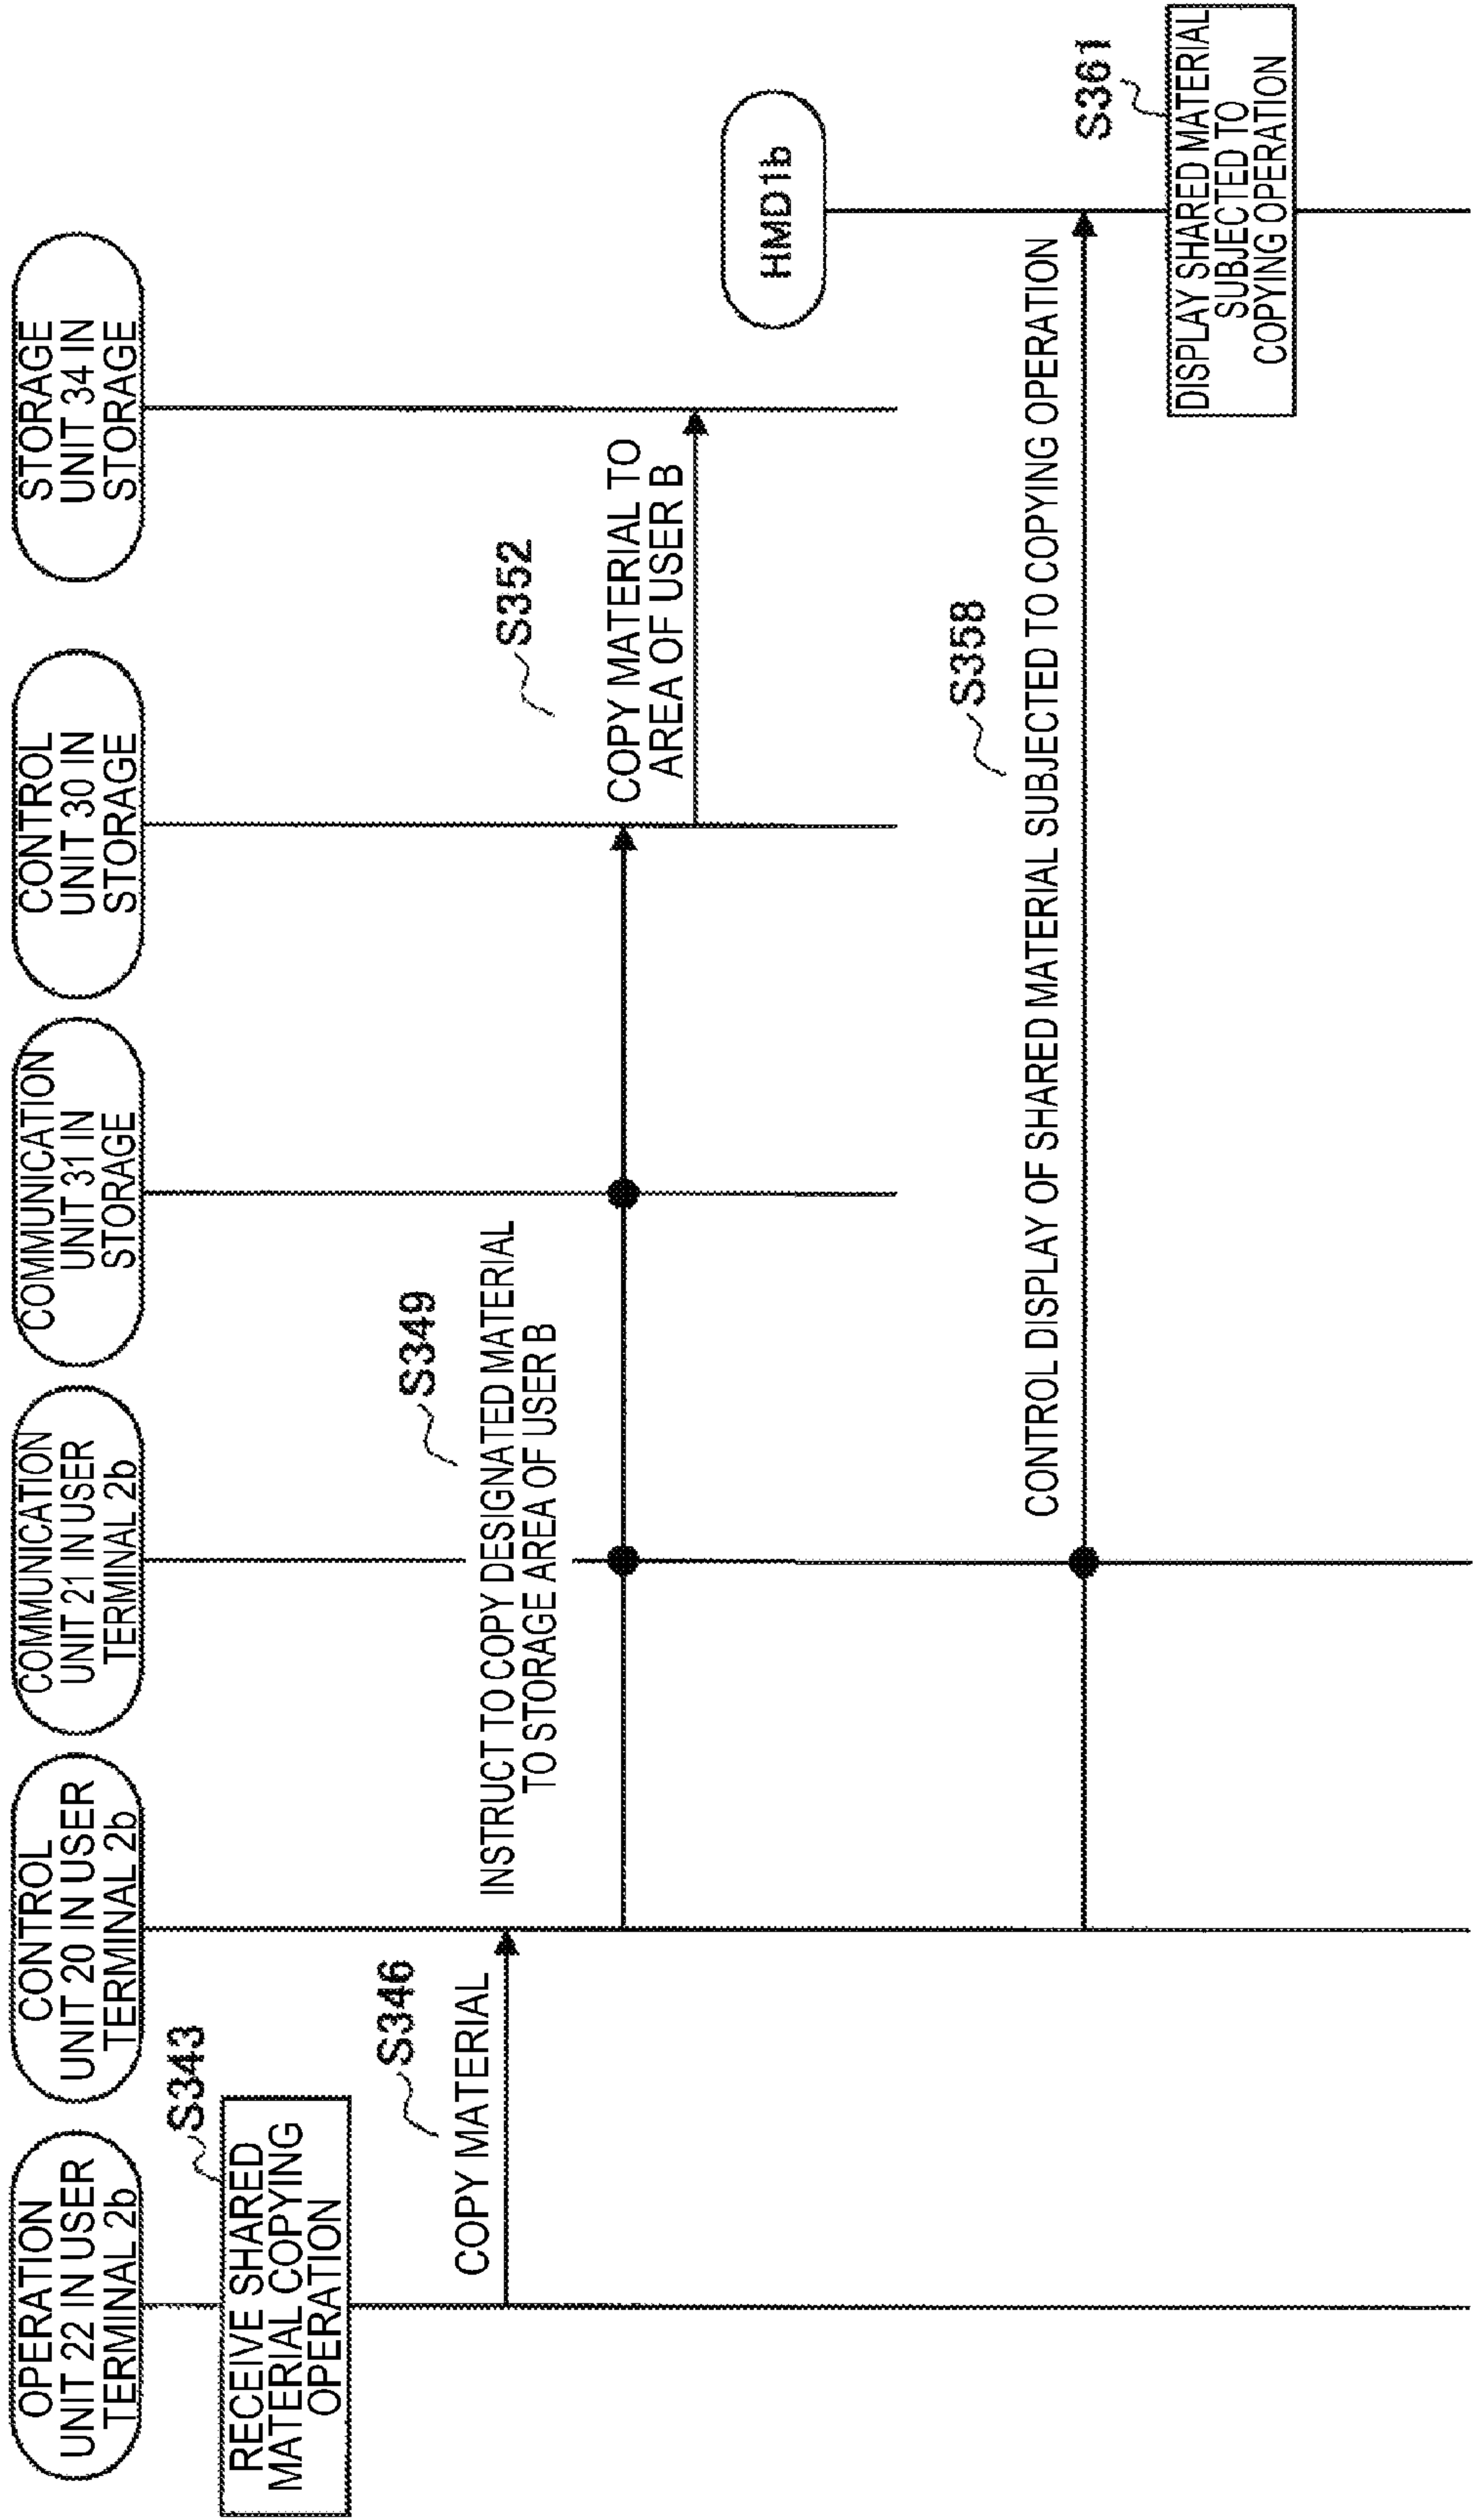 OPERATION
UNIT 22 IN USER
TERMINAL 2b
CONTROL
UNIT 20 IN USER
TERMINAL 2b
COMMUNICATION
UNIT 21 IN USER
TERMINAL 2b
COMMUNICATION
UNIT 31 IN
STORAGE
CONTROL
UNIT 30 IN
STORAGE
STORAGE
UNIT 34 IN
STORAGE
S343
RECEIVE SHARED
MATERIAL COPYING
OPERATION
S346
COPY MATERIAL
S349
INSTRUCT TO COPY DESIGNATED MATERIAL
TO STORAGE AREA OF USER B
S352
COPY MATERIAL TO
AREA OF USER B
HMD1b
S358
CONTROL DISPLAY OF SHARED MATERIAL SUBJECTED TO COPYING OPERATION
S361
DISPLAY SHARED MATERIAL
SUBJECTED TO
COPYING OPERATION